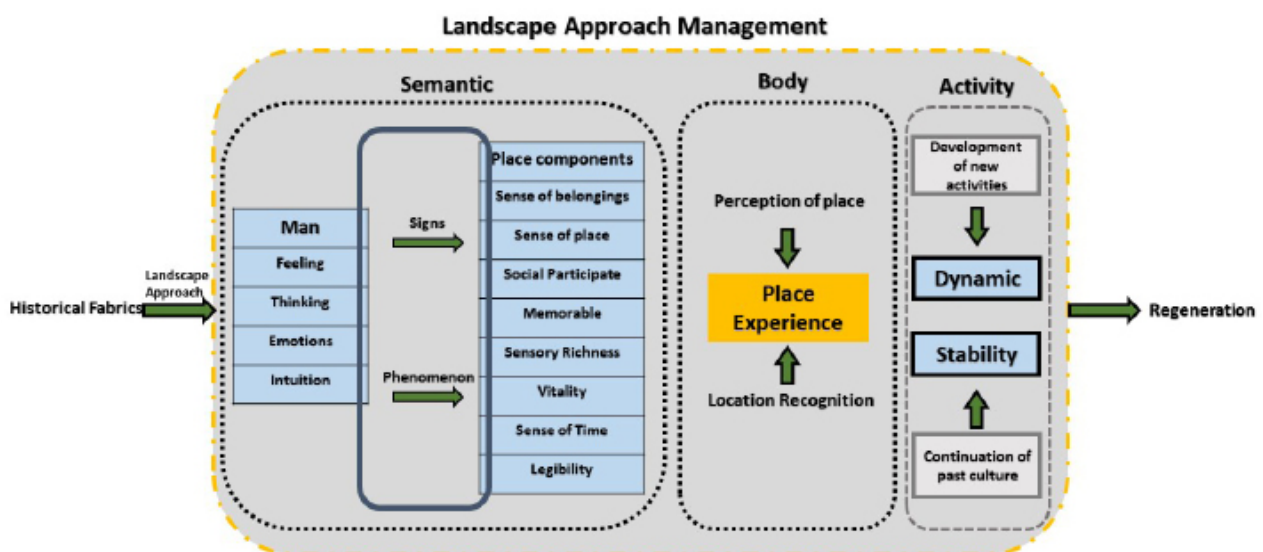 Landscape Approach Management
Semantic
Body
Activity
Historical Fabrics
Landscape
Approach
Man
Feeling
Thinking
Emotions
Intuition
Signs
Phenomenon
Place components
Sense of belongings
Sense of place
Social Participate
Memorable
Sensory Richness
Vitality
Sense of Time
Legibility
Perception of place
Place
Experience
Location Recognition
Development
of new
activities
Dynamic
Stability
Continuation of
past culture
Regeneration